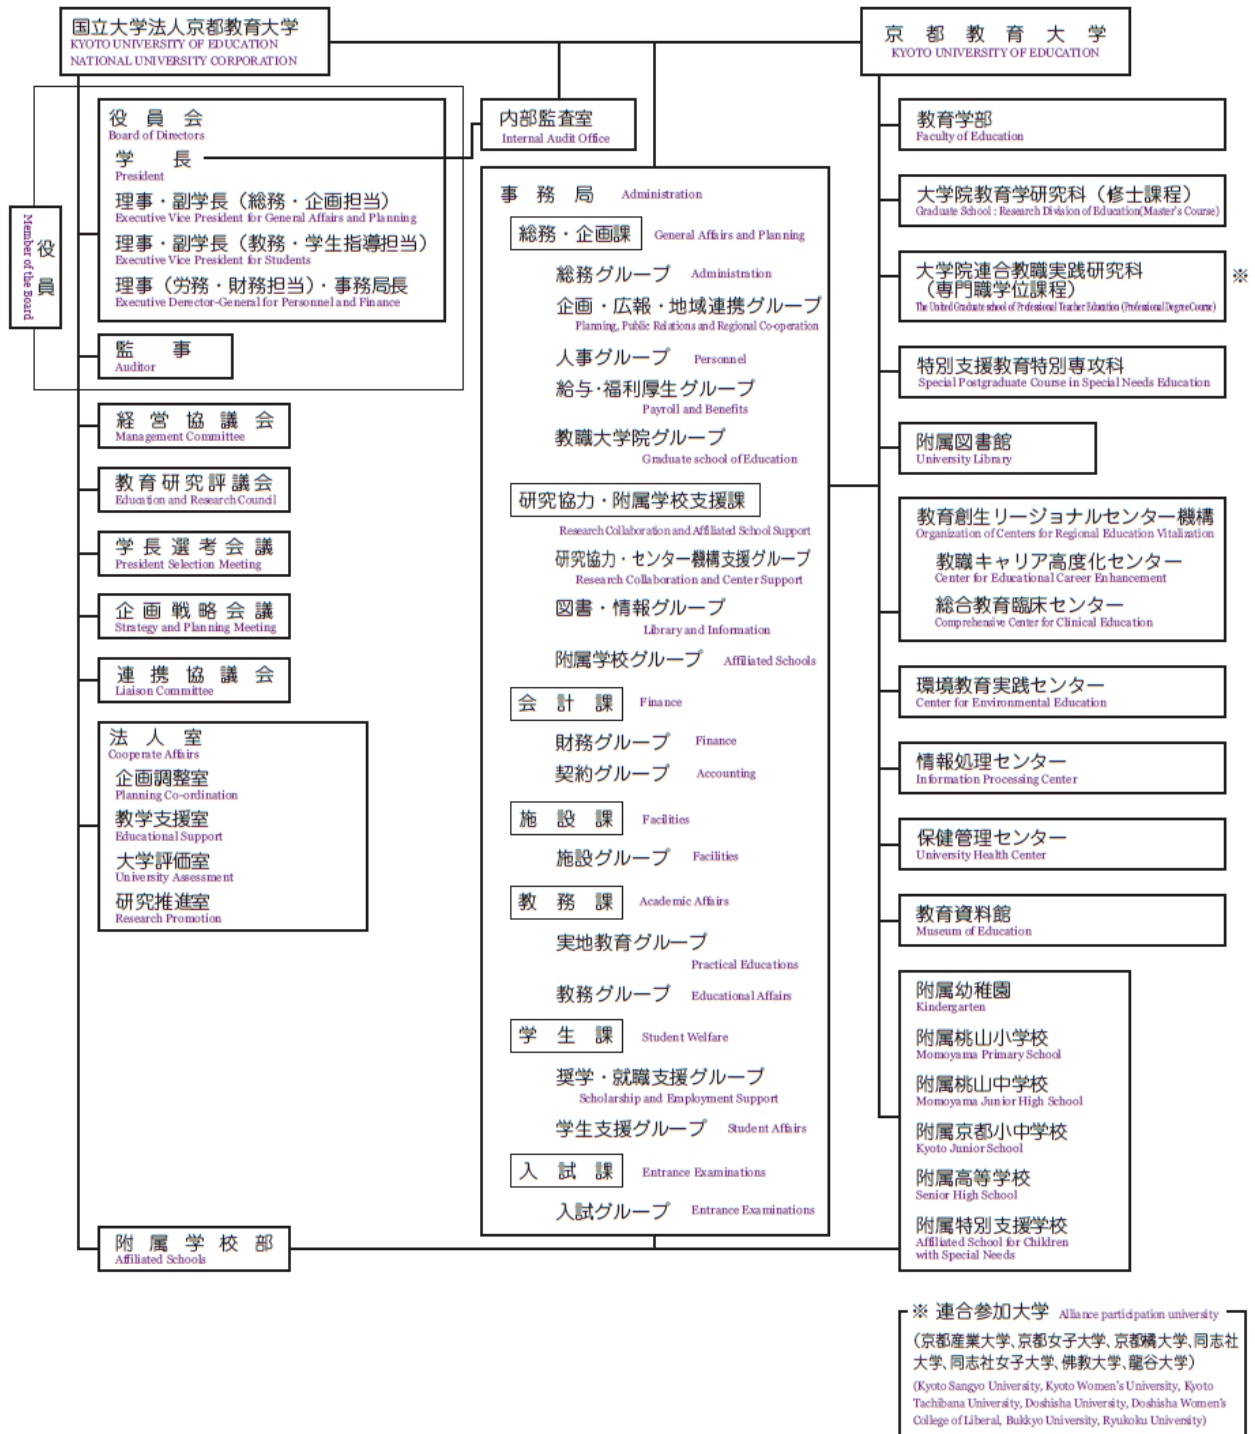 国立大学法人京都教育大学
KYOTO UNIVERSITY OF EDUCATION
NATIONAL UNIVERSITY CORPORATION
京都教育大学
KYOTO UNIVERSITY OF EDUCATION
役員
Member of the Board
役員会
Board of Directors
学長
President
理事・副学長（総務・企画担当）
Executive Vice President for General Affairs and Planning
理事・副学長（教務・学生指導担当）
Executive Vice President for Students
理事（労務・財務担当）・事務局長
Executive Derector-General for Personnel and Finance
監事
Auditor
経営協議会
Management Committee
教育研究評議会
Education and Research Council
学長選考会議
President Selection Meeting
企画戦略会議
Strategy and Planning Meeting
連携協議会
Liaison Committee
法人室
Cooperate Affairs
企画調整室
Planning Co-ordination
教学支援室
Educational Support
大学評価室
University Assessment
研究推進室
Research Promotion
附属学校部
Affiliated Schools
内部監査室
Internal Audit Office
事務局 Administration
総務・企画課 General Affairs and Planning
総務グループ Administration
企画・広報・地域連携グループ
Planning, Public Relations and Regional Co-operation
人事グループ Personnel
給与・福利厚生グループ
Payroll and Benefits
教職大学院グループ
Graduate school of Education
研究協力・附属学校支援課
Research Collaboration and Affiliated School Support
研究協力・センター機構支援グループ
Research Collaboration and Center Support
図書・情報グループ
Library and Information
附属学校グループ Affiliated Schools
会計課 Finance
財務グループ Finance
契約グループ Accounting
施設課 Facilities
施設グループ Facilities
教務課 Academic Affairs
実地教育グループ
Practical Educations
教務グループ Educational Affairs
学生課 Student Welfare
奨学・就職支援グループ
Scholarship and Employment Support
学生支援グループ Student Affairs
入試課 Entrance Examinations
入試グループ Entrance Examinations
教育学部
Faculty of Education
大学院教育学研究科（修士課程）
Graduate School : Research Division of Education(Master's Course)
大学院連合教職実践研究科
（専門職学位課程）
The United Graduate school of Professional Teacher Education (Professional Degree Course)
※
特別支援教育特別専攻科
Special Postgraduate Course in Special Needs Education
附属図書館
University Library
教育創生リージョナルセンター機構
Organization of Centers for Regional Education Vitalization
教職キャリア高度化センター
Center for Educational Career Enhancement
総合教育臨床センター
Comprehensive Center for Clinical Education
環境教育実践センター
Center for Environmental Education
情報処理センター
Information Processing Center
保健管理センター
University Health Center
教育資料館
Museum of Education
附属幼稚園
Kindergarten
附属桃山小学校
Momoyama Primary School
附属桃山中学校
Momoyama Junior High School
附属京都小中学校
Kyoto Junior School
附属高等学校
Senior High School
附属特別支援学校
Affiliated School for Children
with Special Needs
※ 連合参加大学 Alliance participation university
（京都産業大学、京都女子大学、京都橘大学、同志社
大学、同志社女子大学、佛教大学、龍谷大学）
(Kyoto Sangyo University, Kyoto Women's University, Kyoto
Tachibana University, Doshisha University, Doshisha Women's
College of Liberal, Bukkyo University, Ryukoku University)